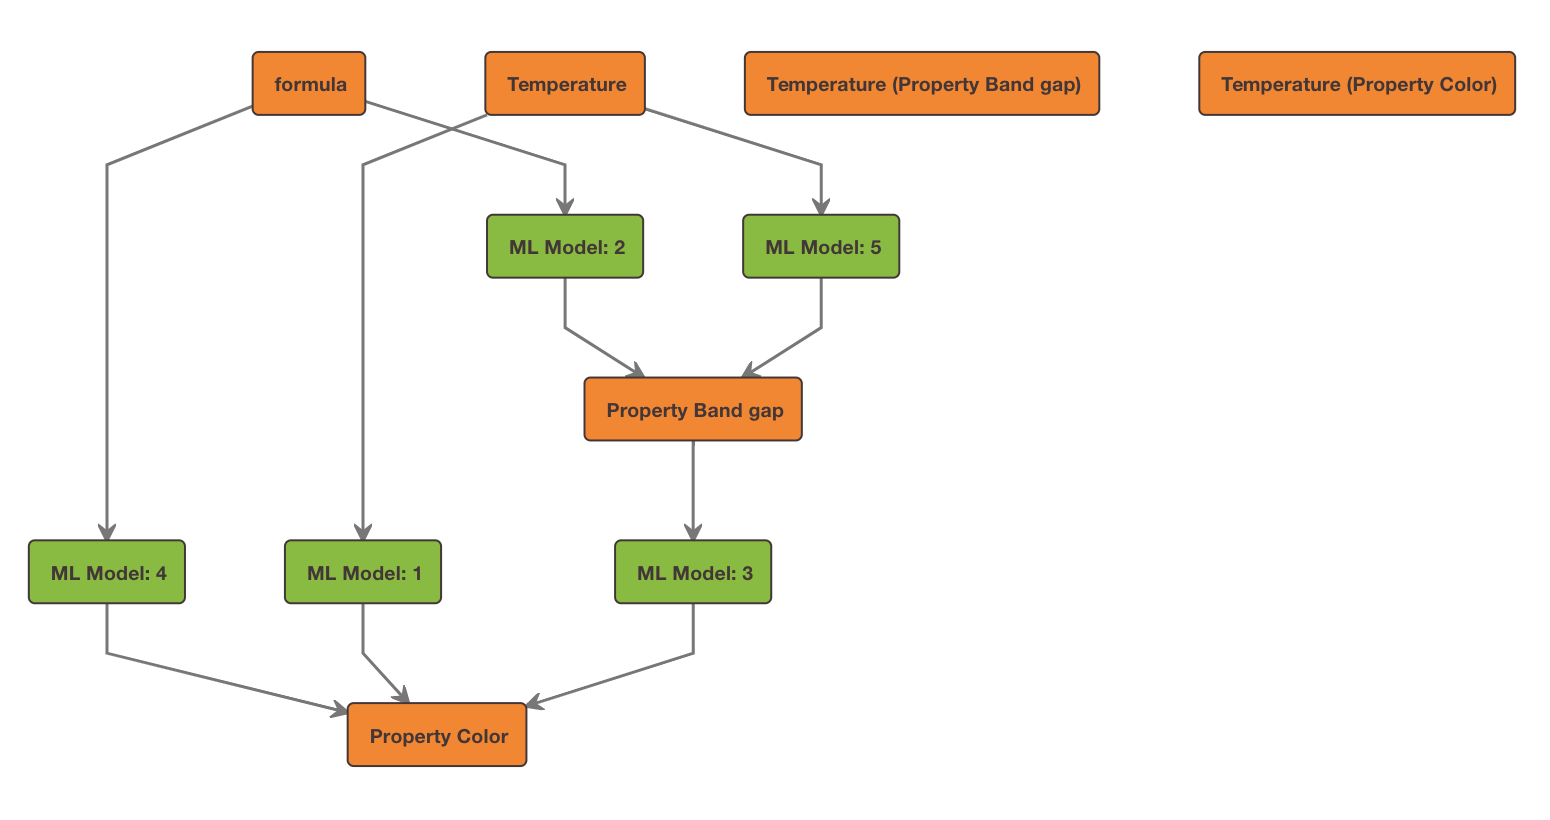 formula
Temperature
Temperature (Property Band gap)
Temperature (Property Color)
ML Model: 2
ML Model: 5
Property Band gap
ML Model: 4
ML Model: 1
ML Model: 3
Property Color